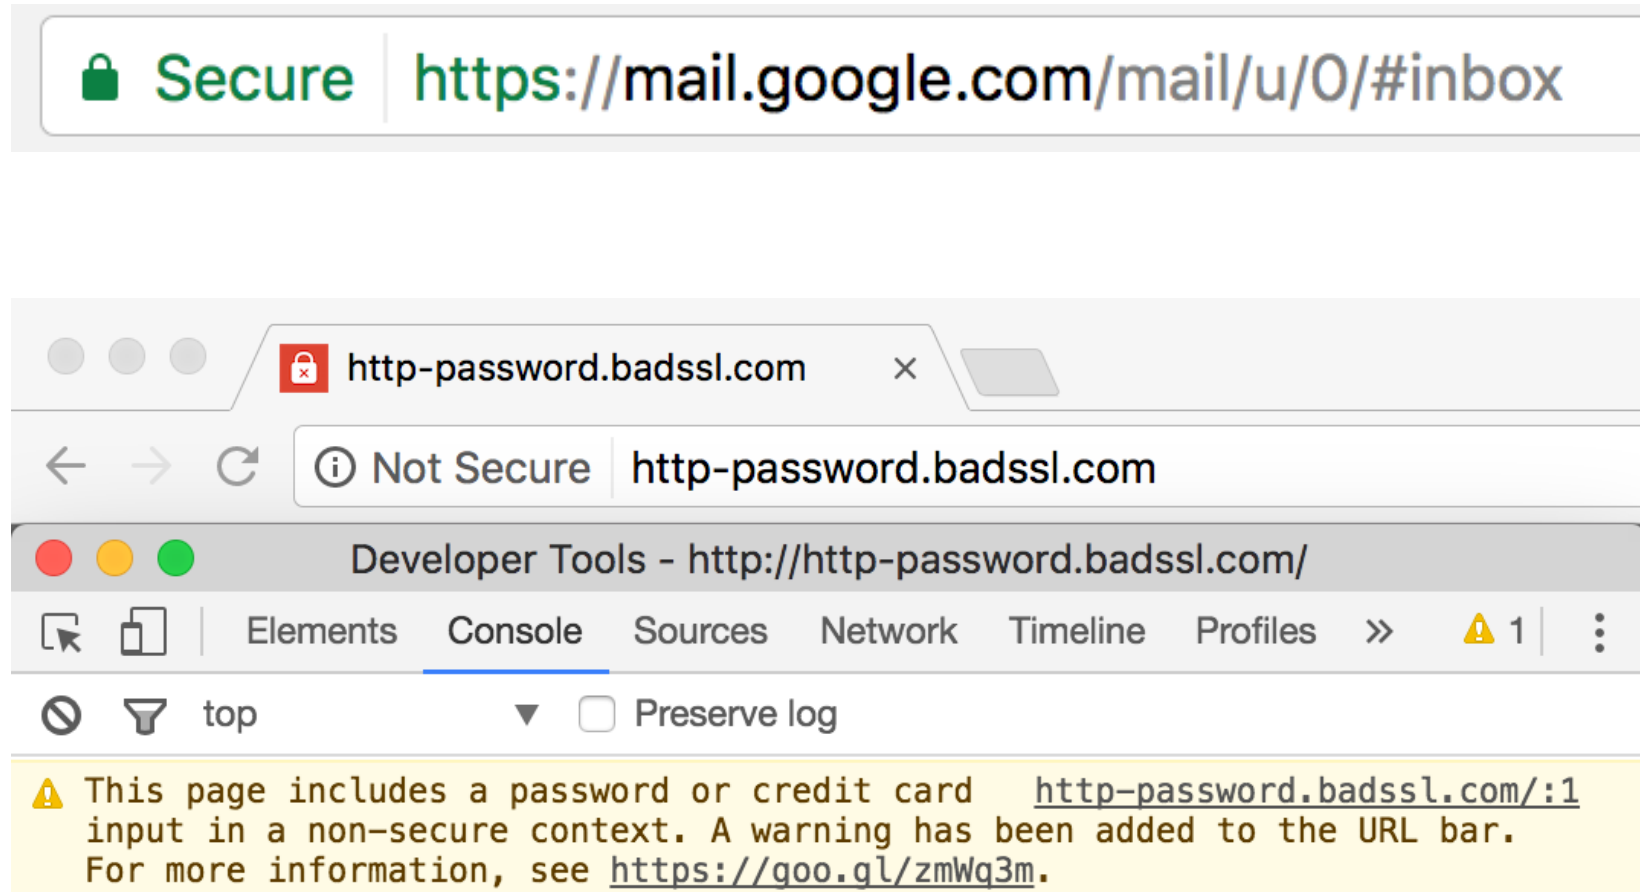 Secure https://mail.google.com/mail/u/0/#inbox
http-password.badssl.com
Not Secure http-password.badssl.com
Developer Tools - http://http-password.badssl.com/
Elements Console Sources Network Timeline Profiles » 1
top Preserve log
This page includes a password or credit card http-password.badssl.com/:1
input in a non-secure context. A warning has been added to the URL bar.
For more information, see https://goo.gl/zmWq3m.